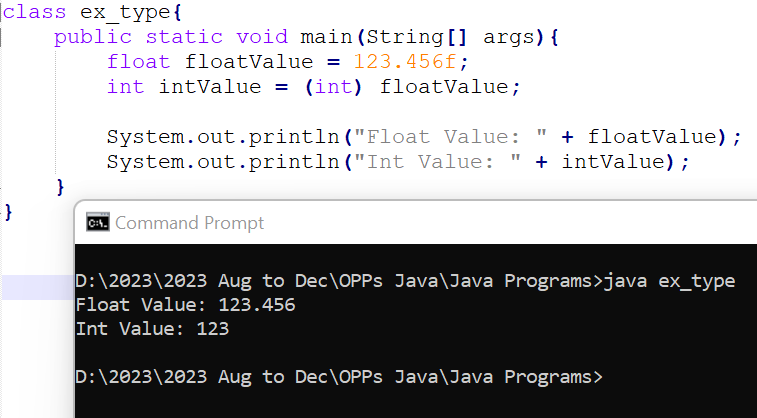 class ex_type{
    public static void main(String[] args){
        float floatValue = 123.456f;
        int intValue = (int) floatValue;
        System.out.println("Float Value: " + floatValue);
        System.out.println("Int Value: " + intValue);
    }
}
Command Prompt
D:\2023\2023 Aug to Dec\OPPs Java\Java Programs>java ex_type
Float Value: 123.456
Int Value: 123
D:\2023\2023 Aug to Dec\OPPs Java\Java Programs>